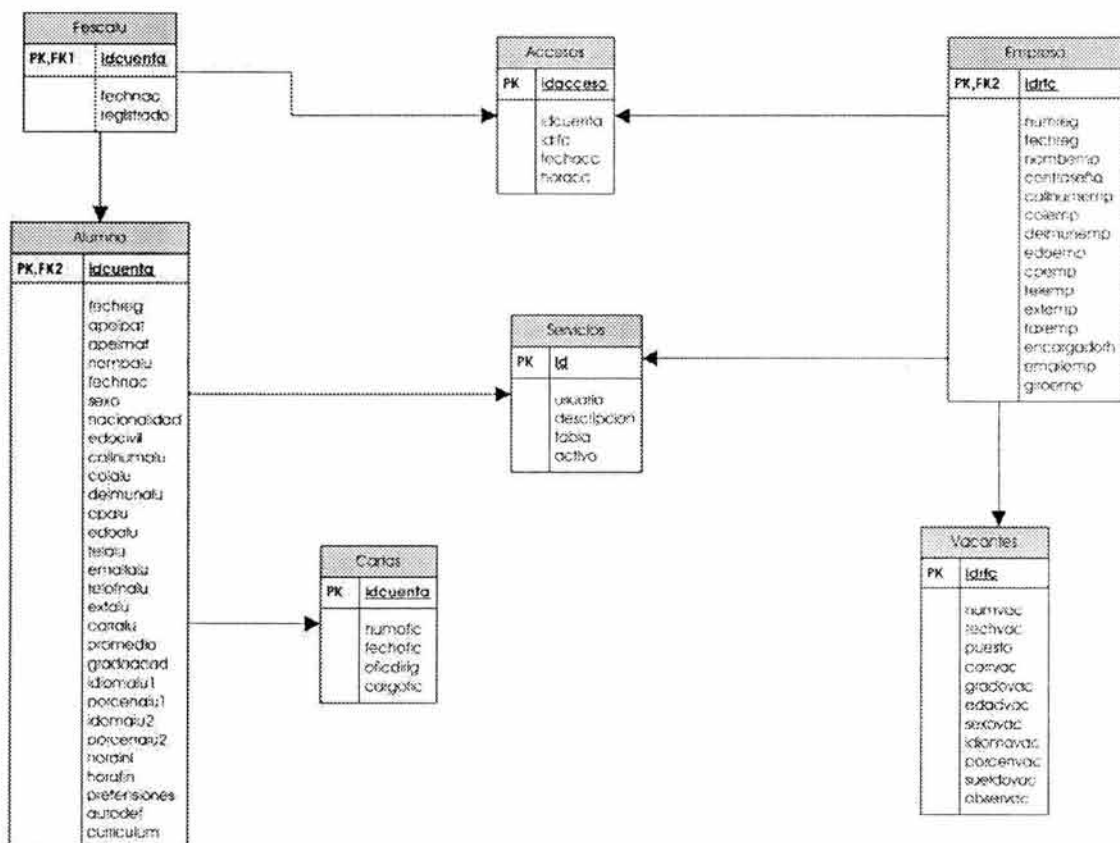 Fescalu
PK,FK1 idcuenta
fechnac
registrado
Accesos
PK idacceso
idcuenta
idrfc
fechacc
horacc
Empresa
PK,FK2 idrfc
numreg
fechreg
nombemp
contraseña
callnumemp
colemp
delmunemp
edoemp
cpemp
telemp
extemp
faxemp
encargadorh
emailemp
giroemp
Alumno
PK,FK2 idcuenta
fechreg
apelpat
apelmat
nombalu
fechnac
sexo
nacionalidad
edocivil
callnumalu
colalu
delmunalu
cpalu
edoalu
telalu
emailalu
telofnalu
extalu
carralu
promedio
gradoacad
idiomalu1
porcenalu1
idomalu2
porcenalu2
horaini
horafin
pretensiones
autodef
curriculum
Servicios
PK id
usuario
descripcion
tabla
activo
Cartas
PK idcuenta
numofic
fechofic
oficdirig
cargofic
Vacantes
PK idrfc
numvac
fechvac
puesto
carrvac
gradovac
edadvac
sexovac
idiomavac
porcenvac
sueldovac
observac